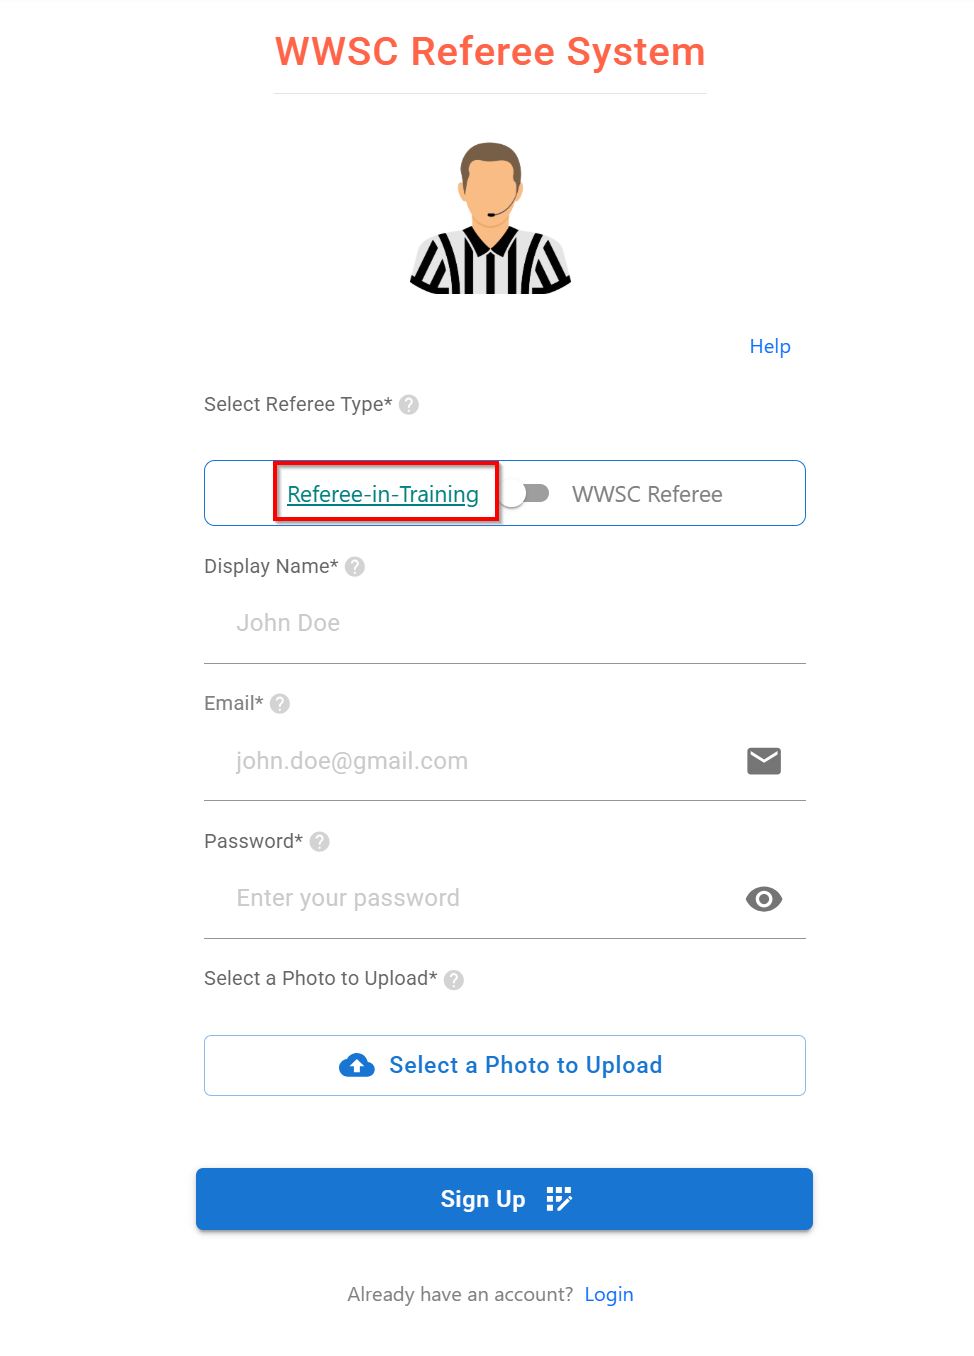 WWSC Referee System
Help
Select Referee Type* ?
Referee-in-Training WWSC Referee
Display Name* ?
John Doe
Email* ?
john.doe@gmail.com
Password* ?
Enter your password
Select a Photo to Upload* ?
Select a Photo to Upload
Sign Up
Already have an account? Login